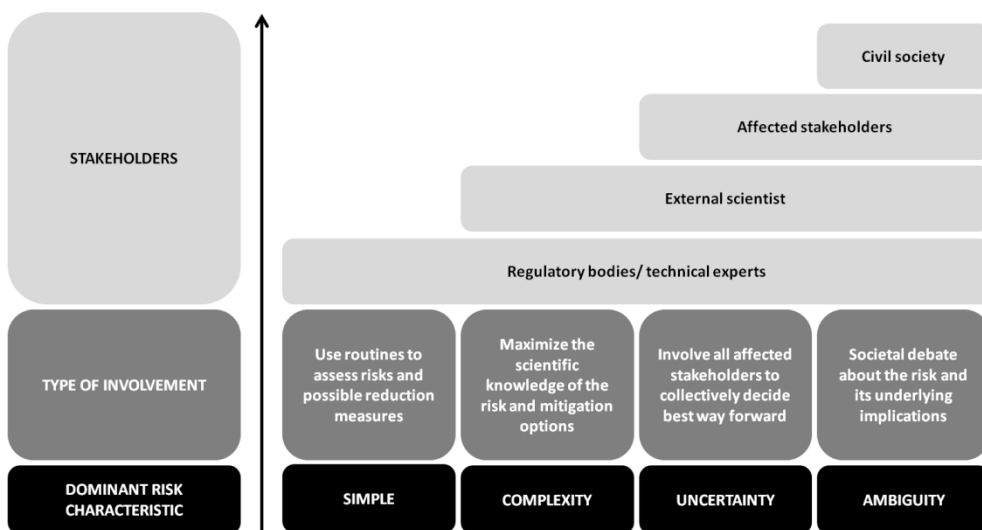 Civil society
Affected stakeholders
STAKEHOLDERS
External scientist
Regulatory bodies/ technical experts
TYPE OF INVOLVEMENT
Use routines to
assess risks and
possible reduction
measures
Maximize the
scientific
knowledge of the
risk and mitigation
options
Involve all affected
stakeholders to
collectively decide
best way forward
Societal debate
about the risk and
its underlying
implications
DOMINANT RISK
CHARACTERISTIC
SIMPLE
COMPLEXITY
UNCERTAINTY
AMBIGUITY